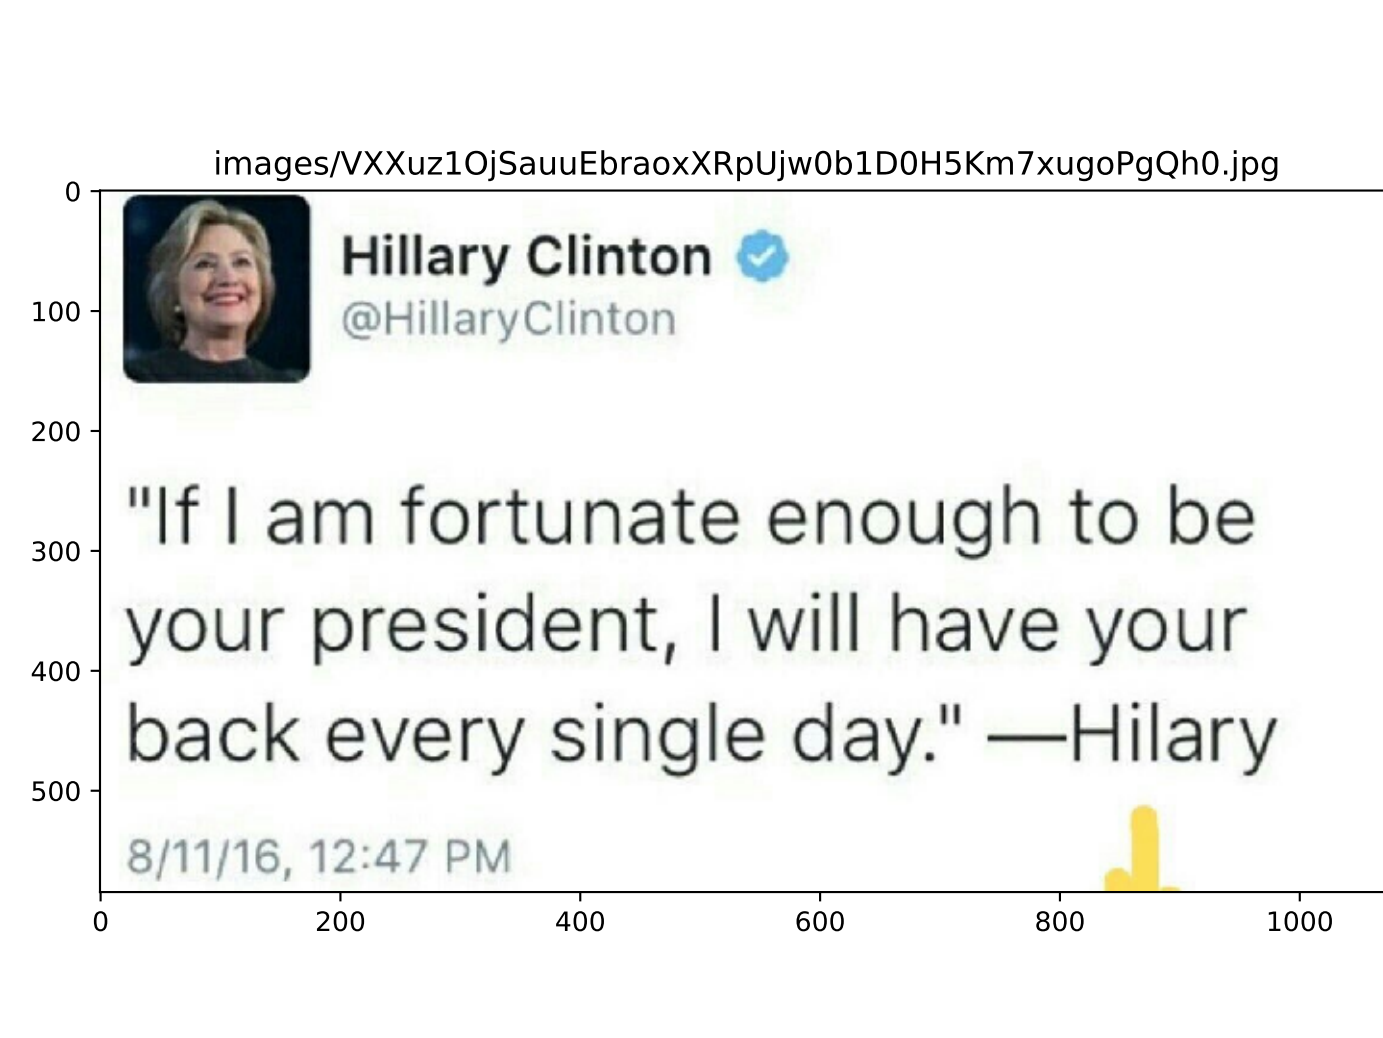 images/VXXuz1OjSauuEbraoxXRpUjw0b1D0H5Km7xugoPgQh0.jpg
0
Hillary Clinton
100
@HillaryClinton
200
"If I am fortunate enough to be
300
your president, I will have your
400
back every single day." —Hilary
500
8/11/16, 12:47 PM
0 200 400 600 800 1000